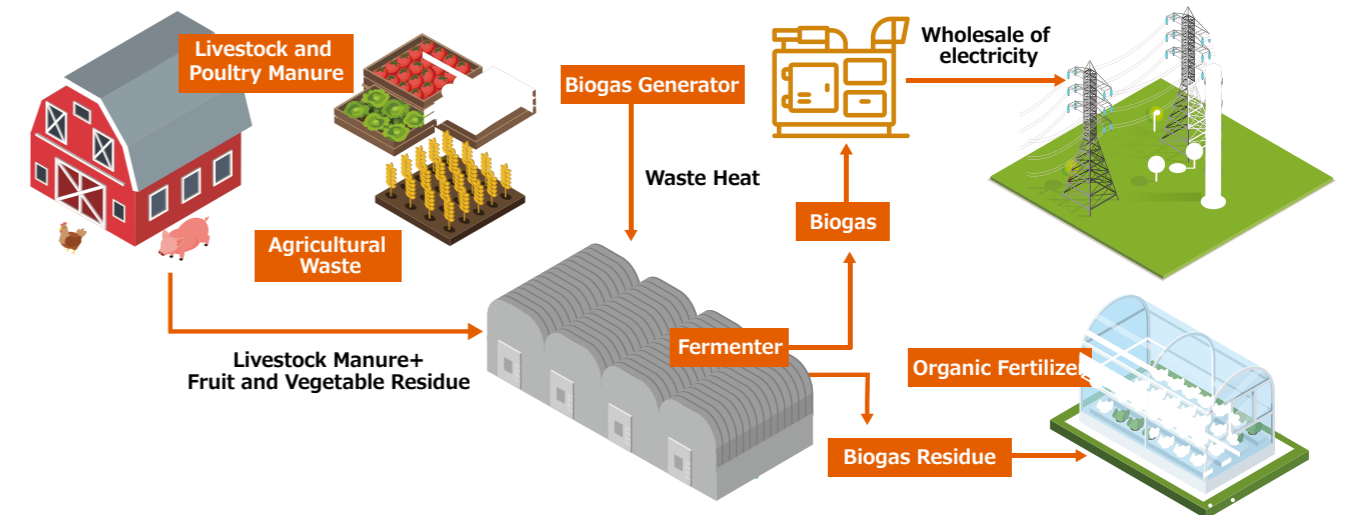 Livestock and
Poultry Manure
Biogas Generator
Wholesale of
electricity
Waste Heat
Biogas
Agricultural
Waste
Fermenter
Livestock Manure+
Fruit and Vegetable Residue
Organic Fertilize
Biogas Residue